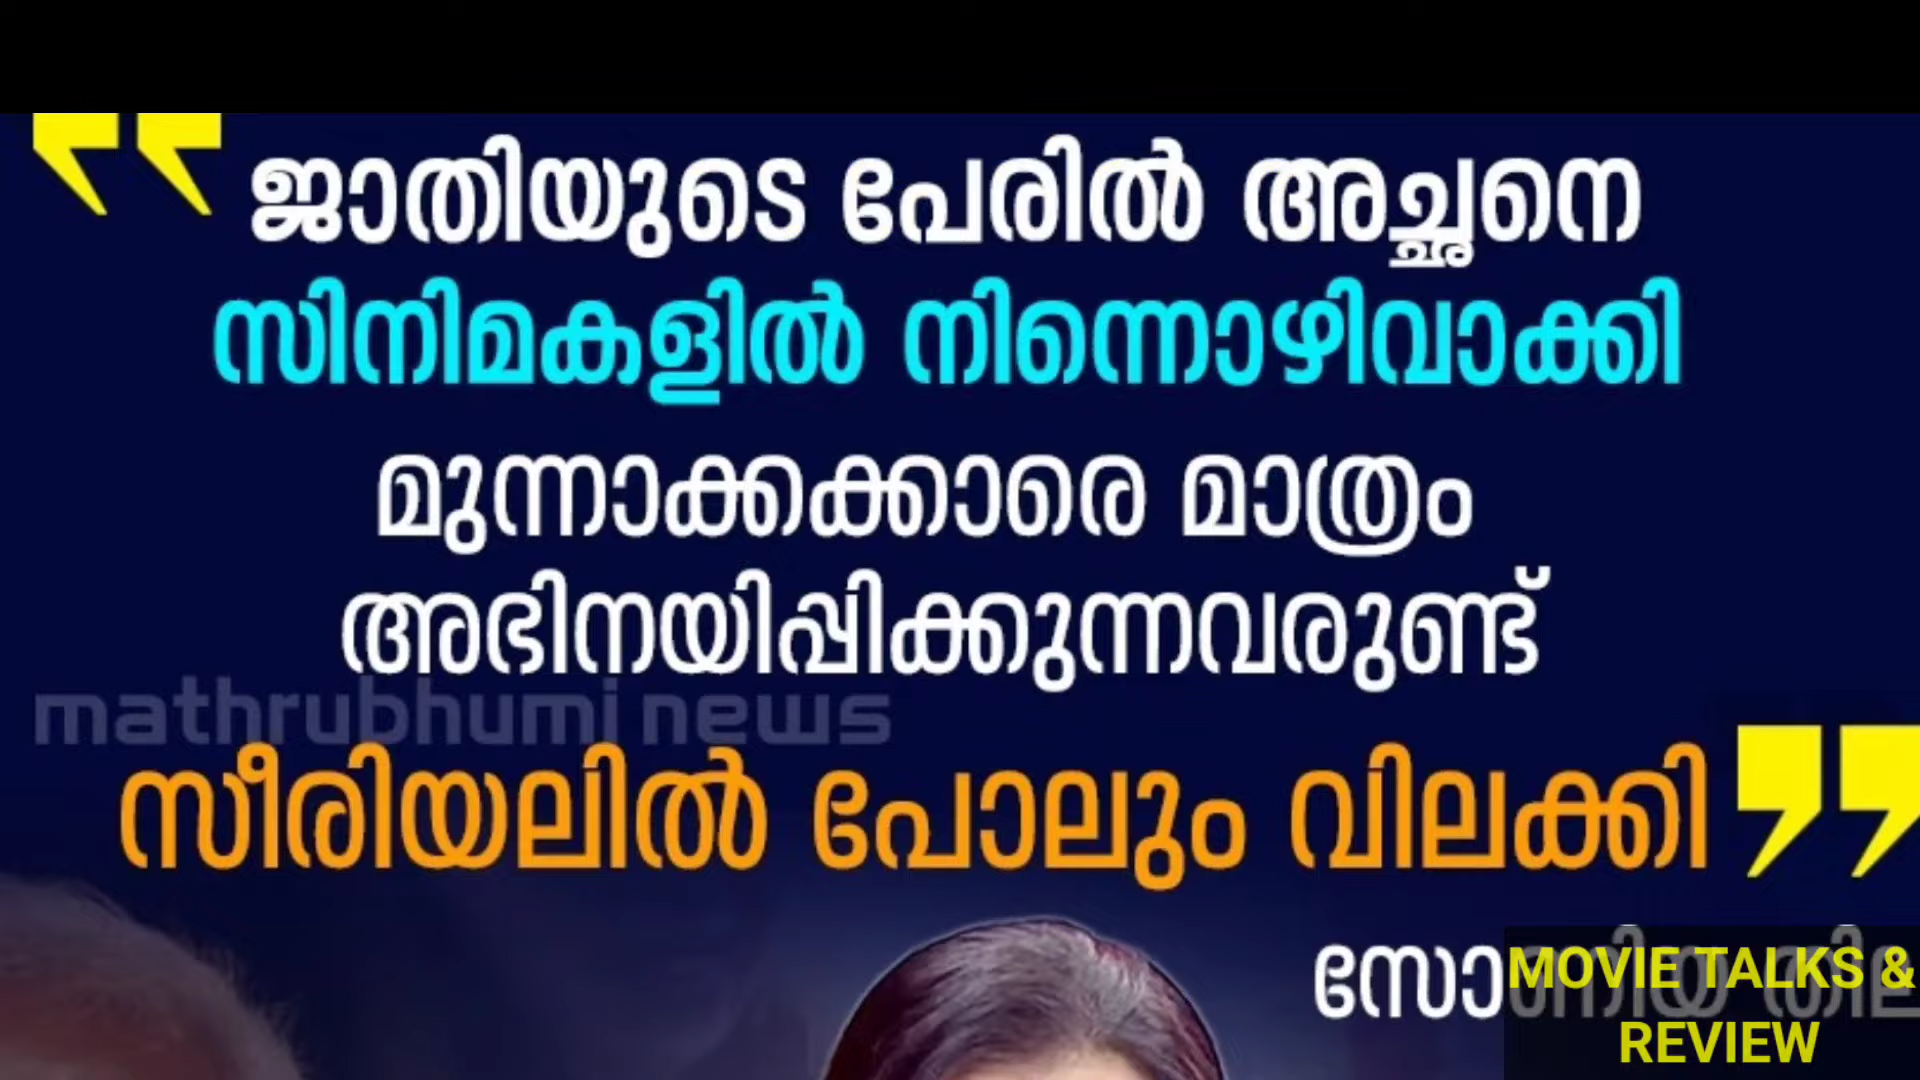 “ജാതിയുടെ പേരിൽ അച്ഛനെ
സിനിമകളിൽ നിന്നൊഴിവാക്കി
മുന്നാക്കക്കാരെ മാത്രം
അഭിനയിപ്പിക്കുന്നവരുണ്ട്
mathrubhumi news
സീരിയലിൽ പോലും വിലക്കി”
സോണിയ
MOVIE TALKS &
REVIEW